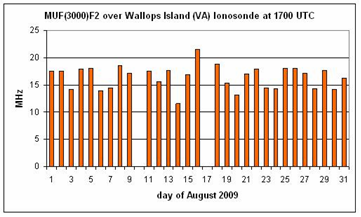 MUF(3000)F2 over Wallops Island (VA) Ionosonde at 1700 UTC
MHz
25
20
15
10
5
0
1 3 5 7 9 11 13 15 17 19 21 23 25 27 29 31
day of August 2009